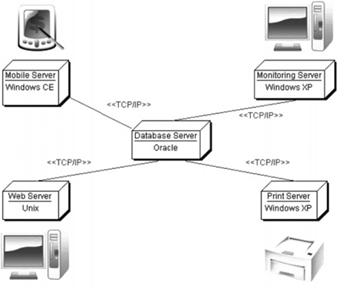 Mobile Server
Windows CE
Monitoring Server
Windows XP
<<TCP/IP>>
<<TCP/IP>>
Database Server
Oracle
<<TCP/IP>>
<<TCP/IP>>
Web Server
Unix
Print Server
Windows XP